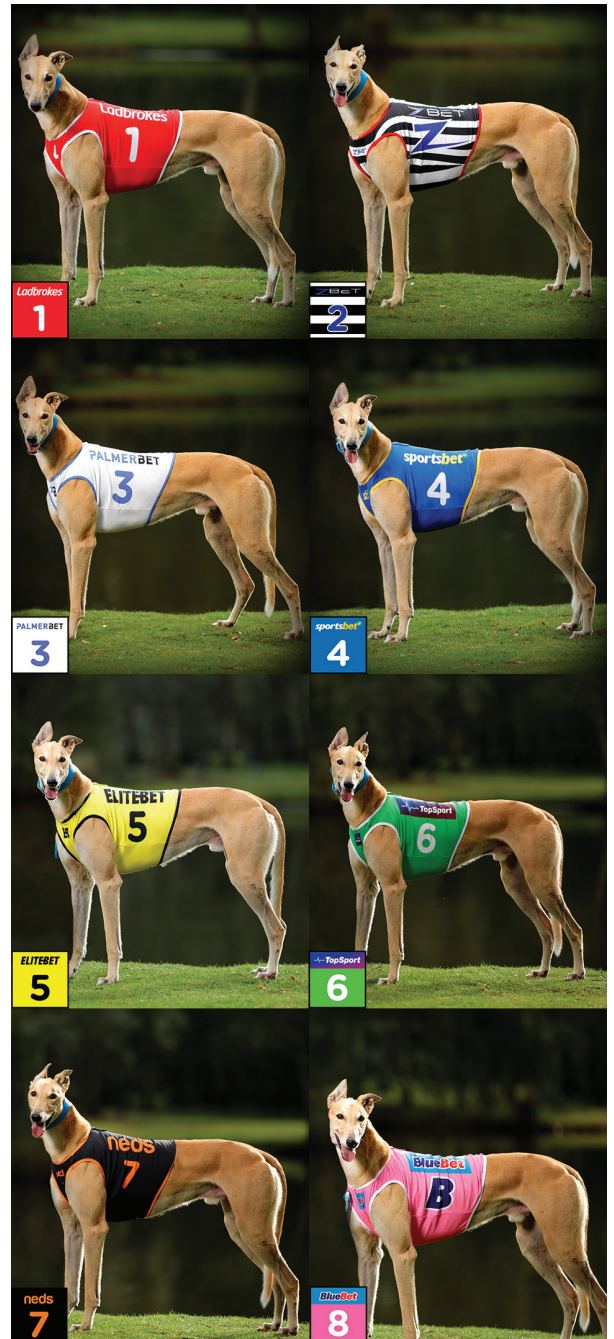 Ladbrokes
1
Ladbrokes
1
Z BET
Z
ZBET
ZBET
2
PALMERBET
3
PALMERBET
3
sportsbet
4
sportsbet
4
ELITEBET
5
ELITEBET
5
TopSport
6
TopSport
6
neds
7
neds
7
BlueBet
B
BlueBet
8